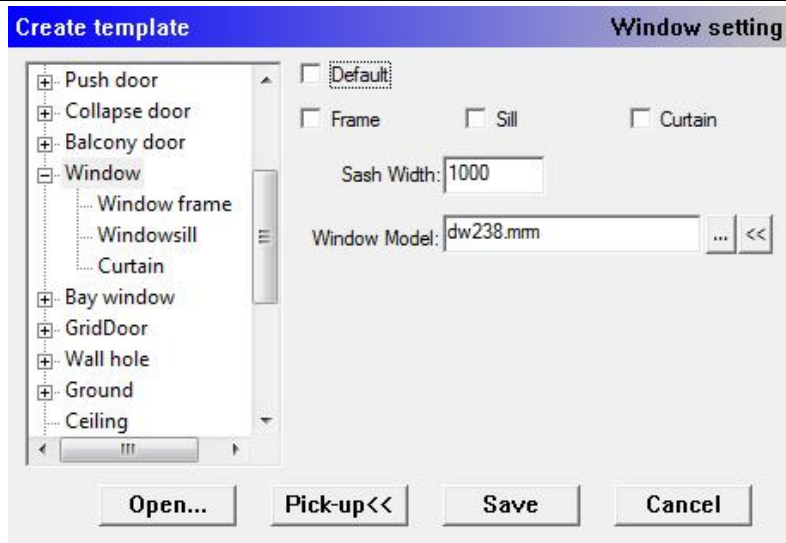 Create template Window setting
Push door
Collapse door
Balcony door
Window
Window frame
Windowsill
Curtain
Bay window
GridDoor
Wall hole
Ground
Ceiling
Default
Frame Sill Curtain
Sash Width: 1000
Window Model: dw238.mm ... <<
Open... Pick-up<< Save Cancel